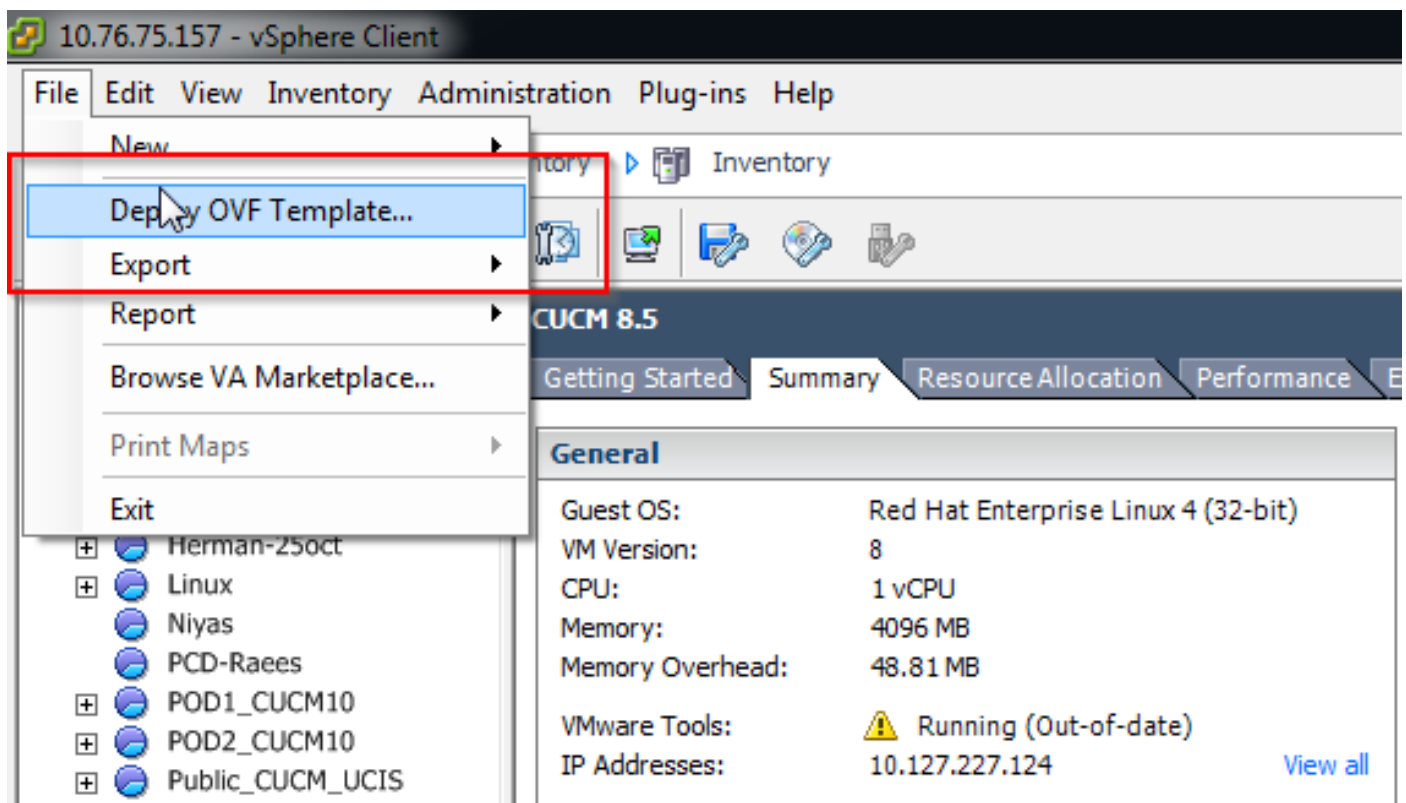 10.76.75.157 - vSphere Client
File Edit View Inventory Administration Plug-ins Help
New
ntory Inventory
Deploy OVF Template...
Export
Report
Browse VA Marketplace...
Print Maps
Exit
CUCM 8.5
Getting Started Summary Resource Allocation Performance E
General
Guest OS: Red Hat Enterprise Linux 4 (32-bit)
VM Version: 8
CPU: 1 vCPU
Memory: 4096 MB
Memory Overhead: 48.81 MB
VMware Tools: Running (Out-of-date)
IP Addresses: 10.127.227.124 View all
Herman-25oct
Linux
Niyas
PCD-Raees
POD1_CUCM10
POD2_CUCM10
Public_CUCM_UCIS